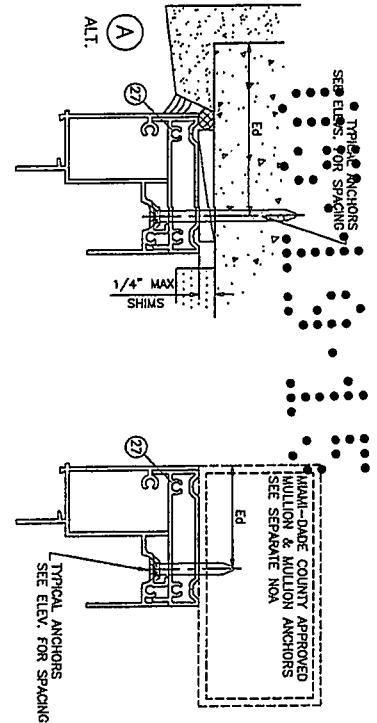 TYPICAL ANCHORS
SEE ELEVS. FOR SPACING
Ed
A
ALT.
27
1/4" MAX
SHIMS
MIAMI-DADE COUNTY APPROVED
MULLION & MULLION ANCHORS
SEE SEPARATE NOA
Ed
27
TYPICAL ANCHORS
SEE ELEV. FOR SPACING